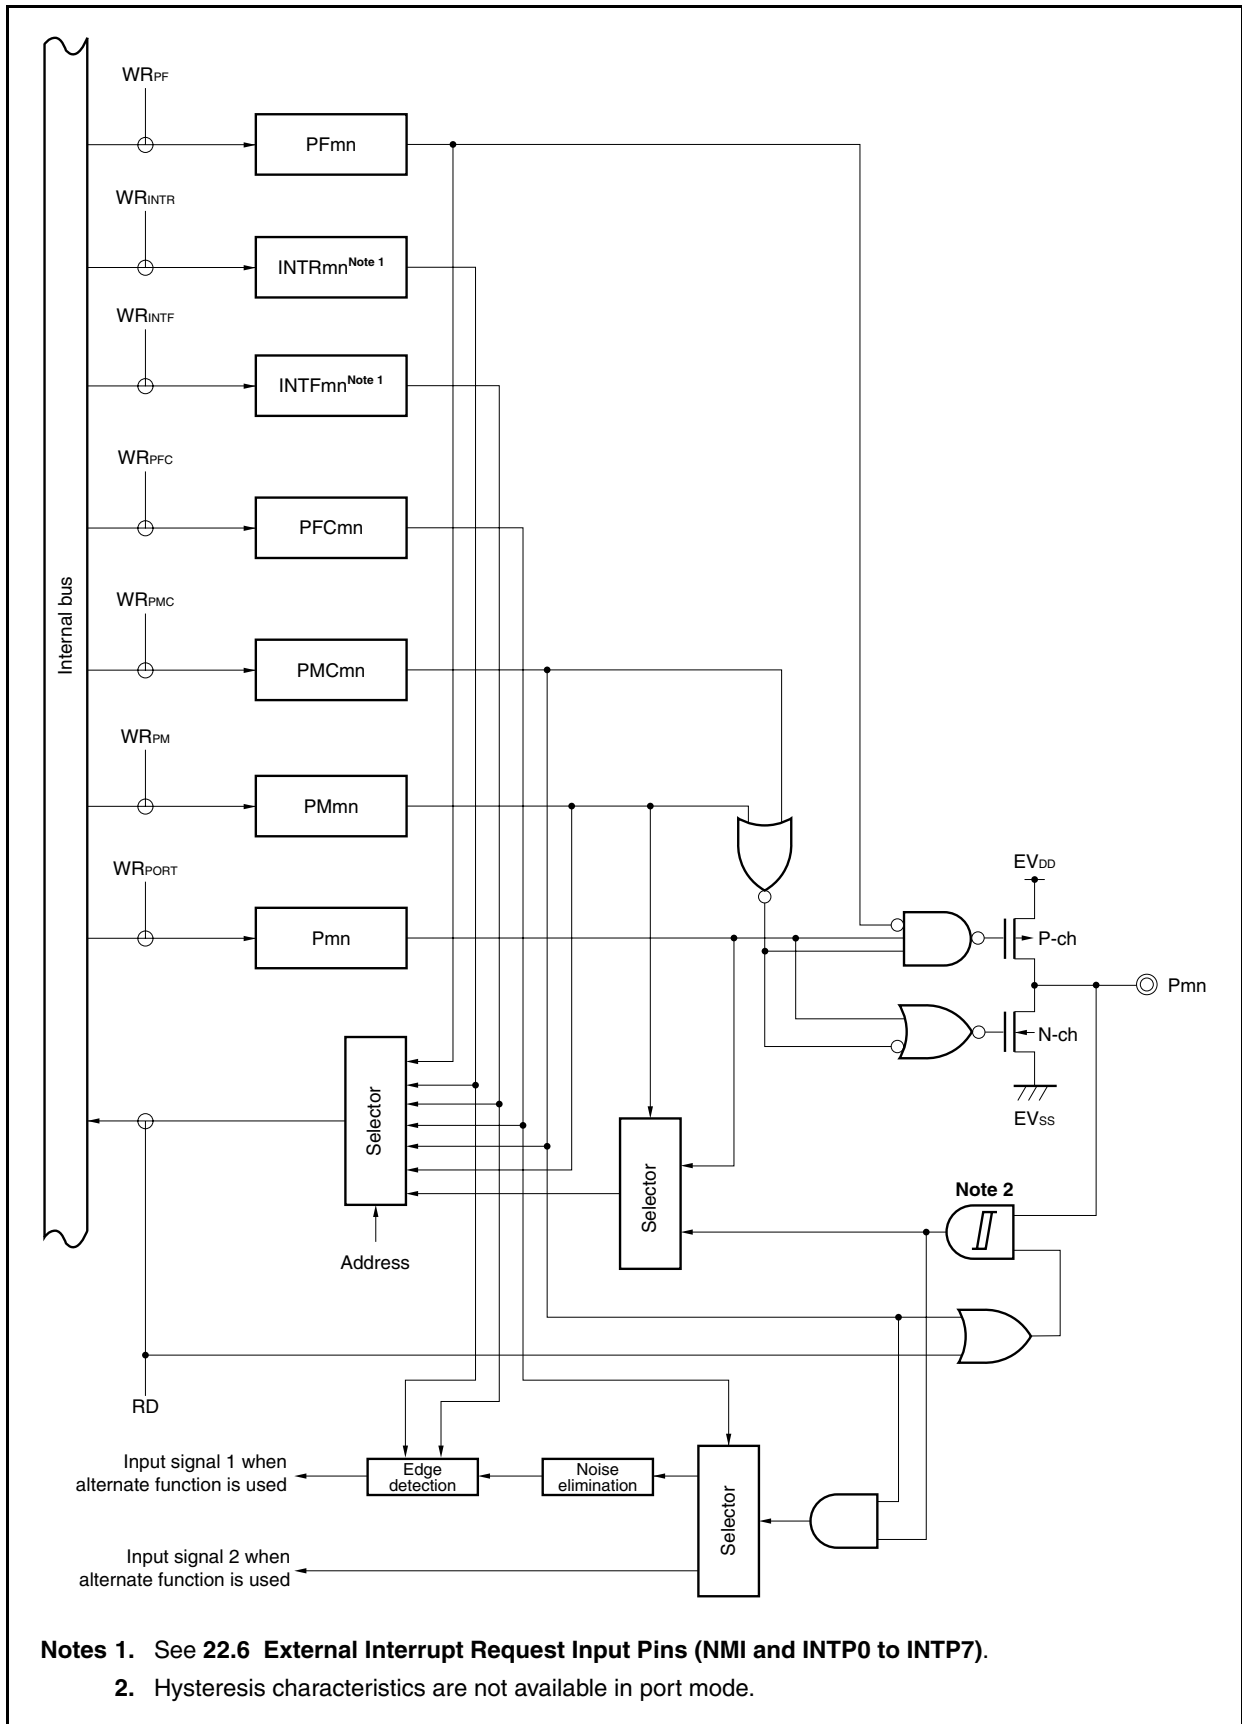 WRPF
PFmn
WRINTR
INTRmnNote 1
WRINTF
INTFmnNote 1
WRPFC
PFCmn
Internal bus
WRPMC
PMCmn
WRPM
PMmn
WRPORT
Pmn
EVDD
P-ch
Pmn
N-ch
EVSS
Selector
Selector
Note 2
Address
RD
Input signal 1 when
alternate function is used
Edge
detection
Noise
elimination
Selector
Input signal 2 when
alternate function is used
Notes 1. See 22.6 External Interrupt Request Input Pins (NMI and INTP0 to INTP7).
2. Hysteresis characteristics are not available in port mode.